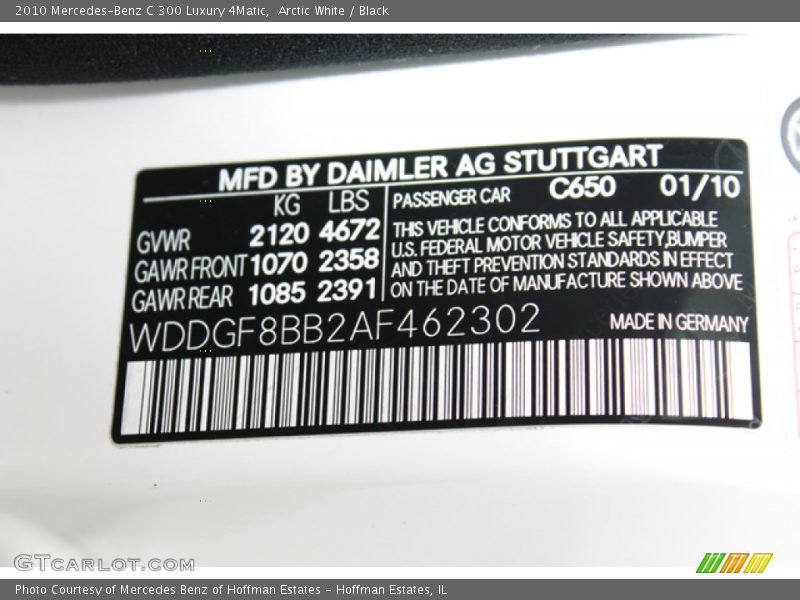 2010 Mercedes-Benz C 300 Luxury 4Matic, Arctic White / Black
MFD BY DAIMLER AG STUTTGART
KG LBS
GVWR 2120 4672
GAWR FRONT 1070 2358
GAWR REAR 1085 2391
PASSENGER CAR C650 01/10
THIS VEHICLE CONFORMS TO ALL APPLICABLE
U.S. FEDERAL MOTOR VEHICLE SAFETY,BUMPER
AND THEFT PREVENTION STANDARDS IN EFFECT
ON THE DATE OF MANUFACTURE SHOWN ABOVE
WDDGF8BB2AF462302
MADE IN GERMANY
GTCARLOT.COM
Photo Courtesy of Mercedes Benz of Hoffman Estates - Hoffman Estates, IL